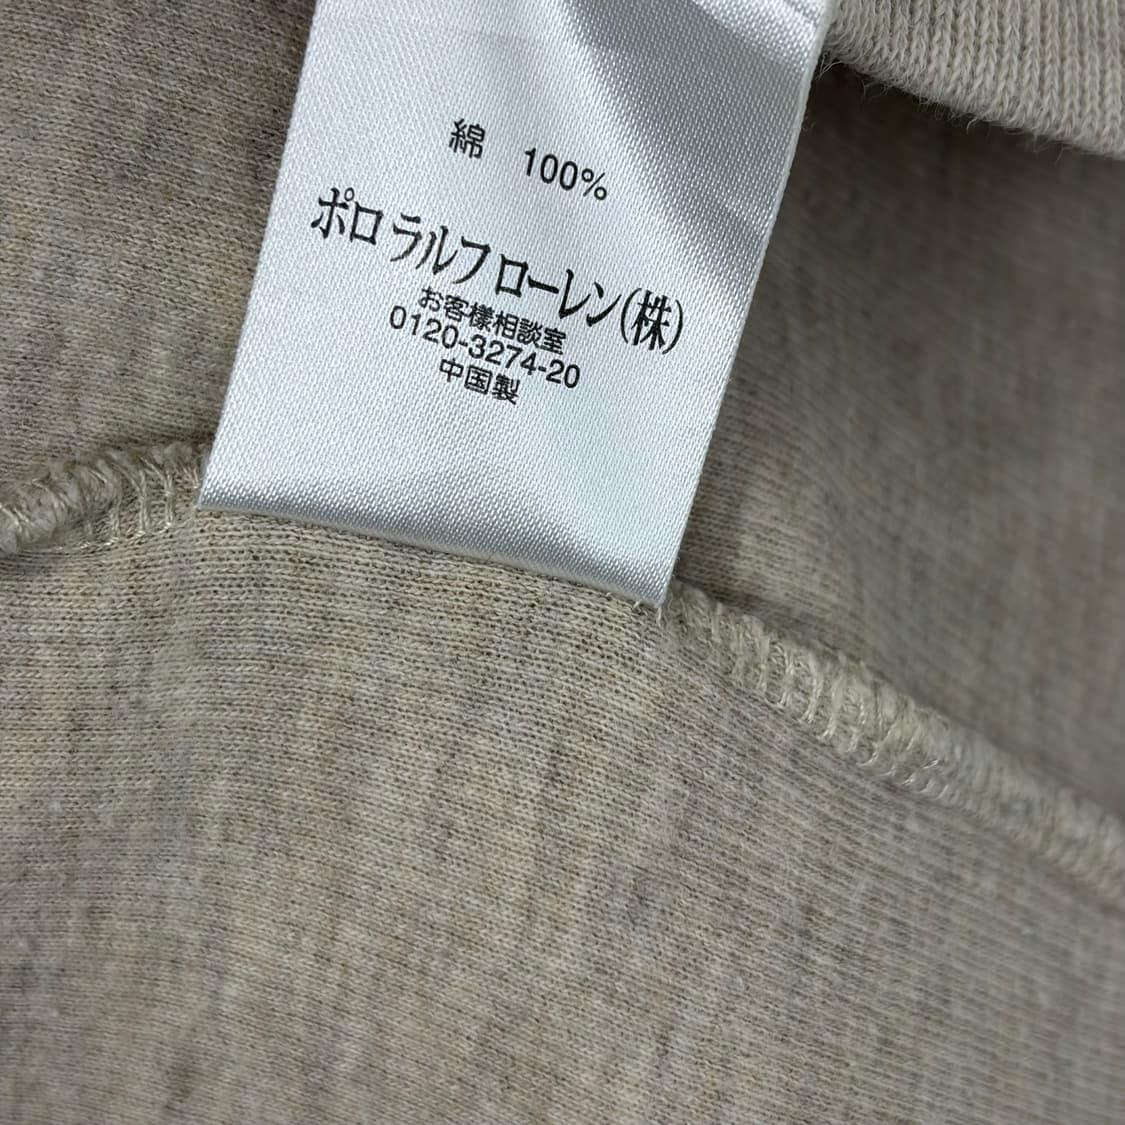 綿 100%
ポロ ラルフ ローレン(株)
お客様相談室
0120-3274-20
中国製